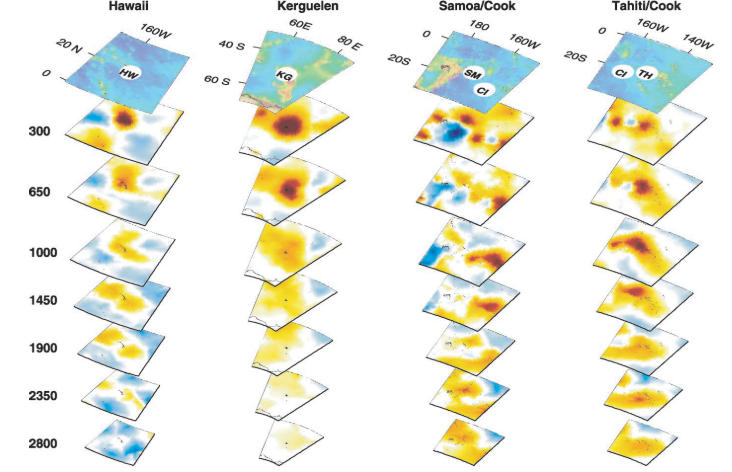 Hawaii Kerguelen Samoa/Cook Tahiti/Cook
160W 60E 80 E 0 180 160W 0 160W 140W
20 N 40 S 20S 20S
0 60 S
HW KG SM CI CI TH
300
650
1000
1450
1900
2350
2800